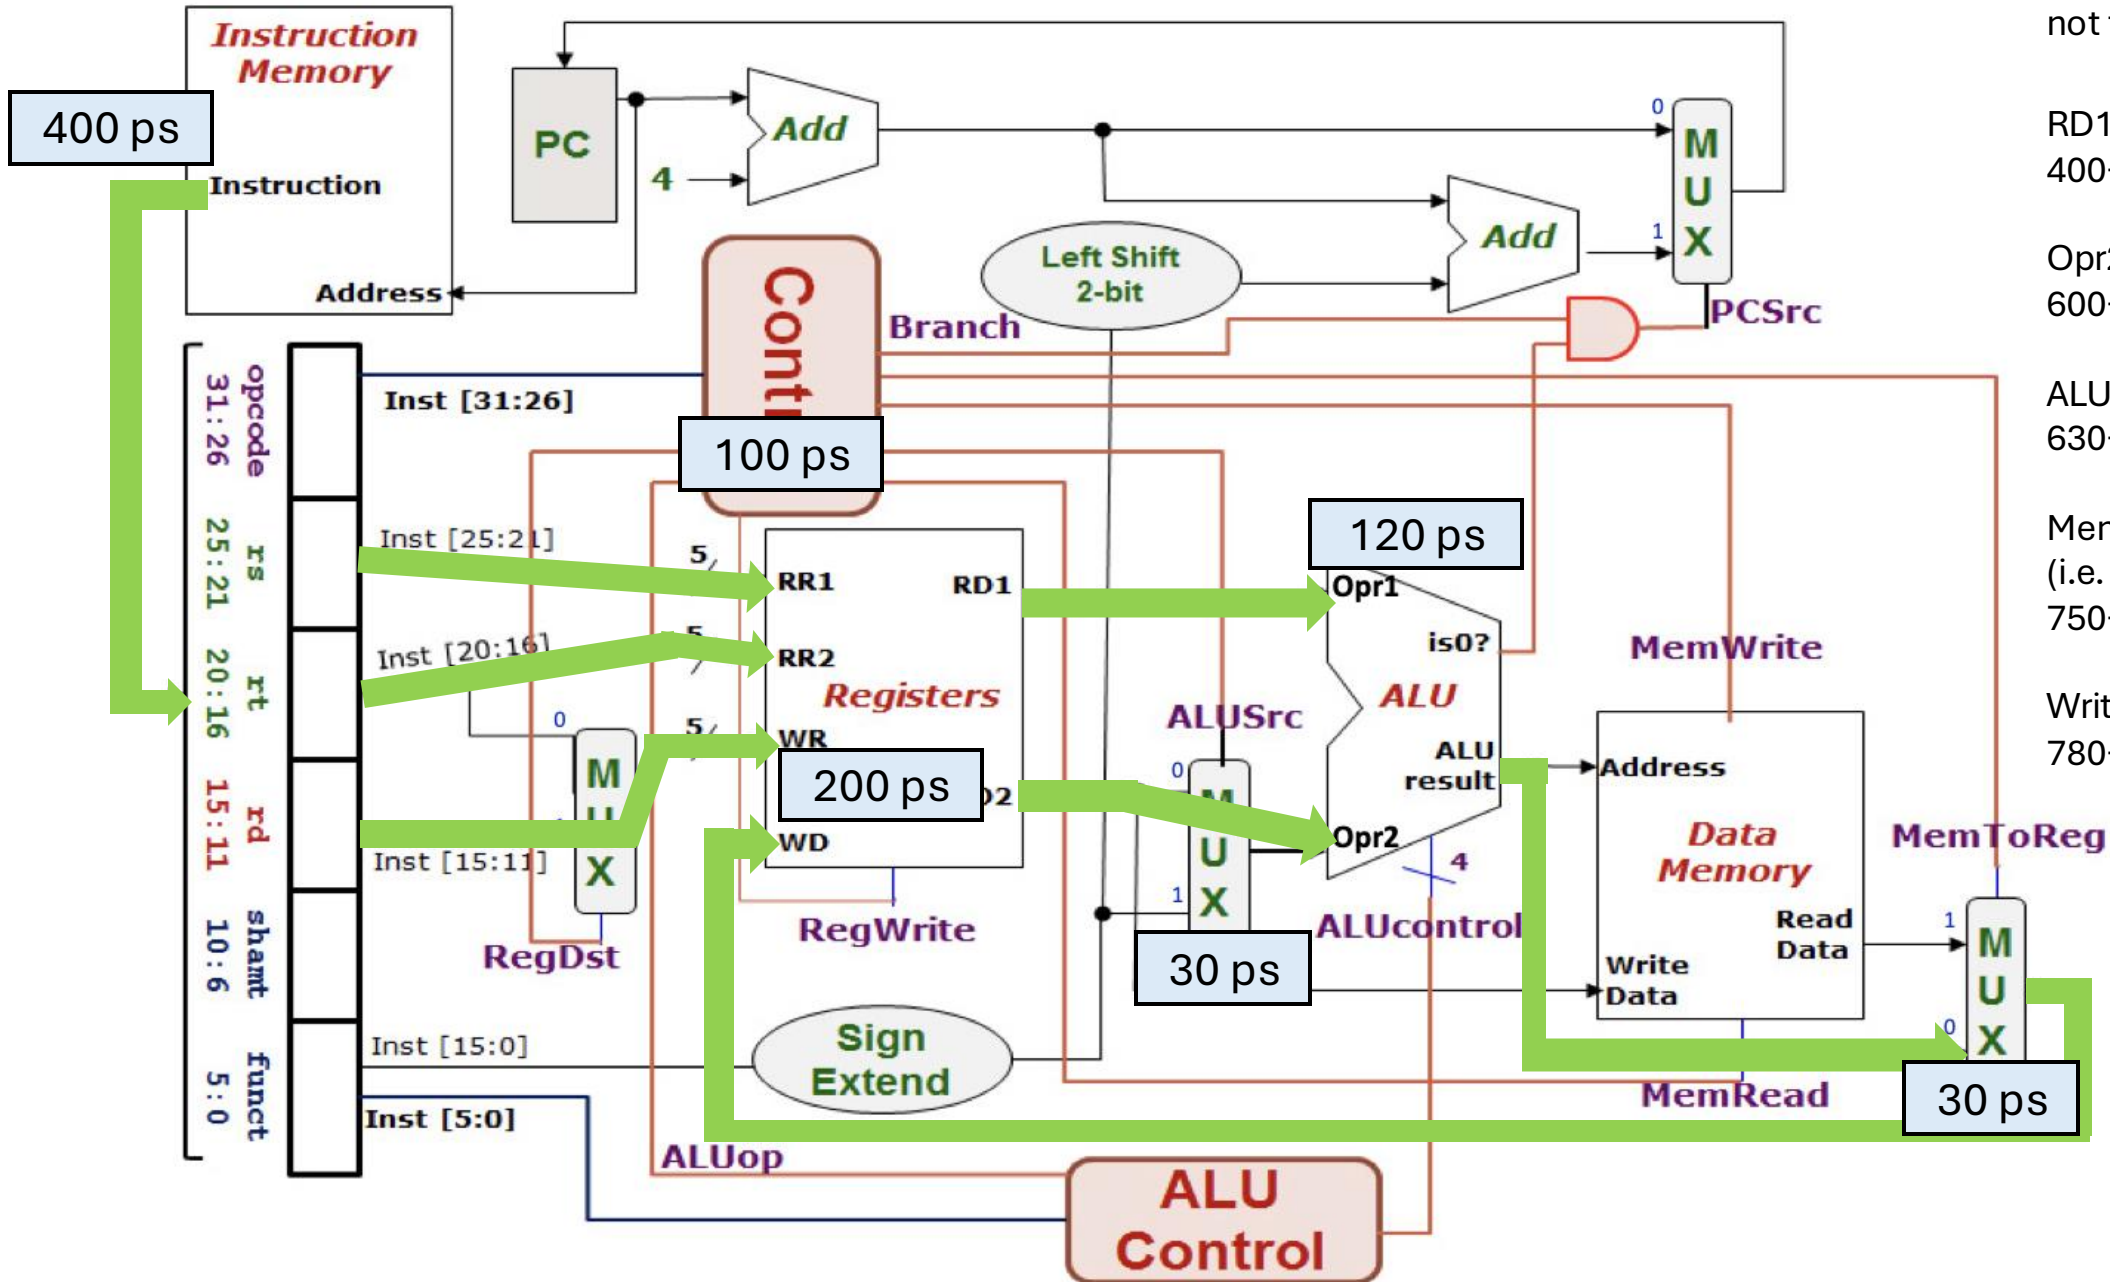 Instruction
Memory
400 ps
Instruction
Address
PC
4
Add
Add
0
M
U
X
1
PCSrc
Left Shift
2-bit
Branch
100 ps
opcode
31:26
rs
25:21
rt
20:16
rd
15:11
shamt
10:6
funct
5:0
Inst [31:26]
Inst [25:21]
Inst [20:16]
Inst [15:11]
Inst [15:0]
Inst [5:0]
5
5
5
0
M
U
X
RegDst
RR1
RR2
WR
WD
RD1
Registers
200 ps
RegWrite
Sign
Extend
ALUSrc
0
M
U
X
1
30 ps
120 ps
Opr1
is0?
ALU
ALU
result
Opr2
4
ALUcontrol
ALUop
ALU
Control
MemWrite
Address
Data
Memory
Read
Data
Write
Data
MemRead
MemToReg
1
M
U
X
0
30 ps
not
RD1
400
600
ALU
630
(i.e.
750
780